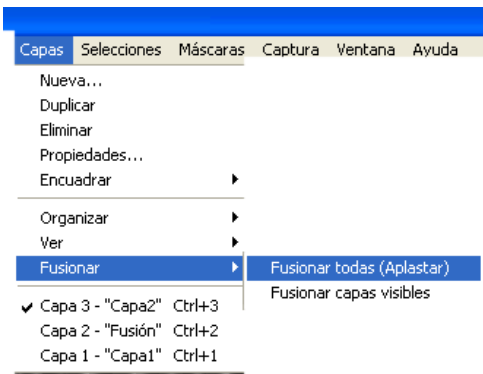 Capas Selecciones Máscaras Captura Ventana Ayuda
Nueva...
Duplicar
Eliminar
Propiedades...
Encuadrar
Organizar
Ver
Fusionar Fusionar todas (Aplastar)
Fusionar capas visibles
Capa 3 - "Capa2" Ctrl+3
Capa 2 - "Fusión" Ctrl+2
Capa 1 - "Capa1" Ctrl+1